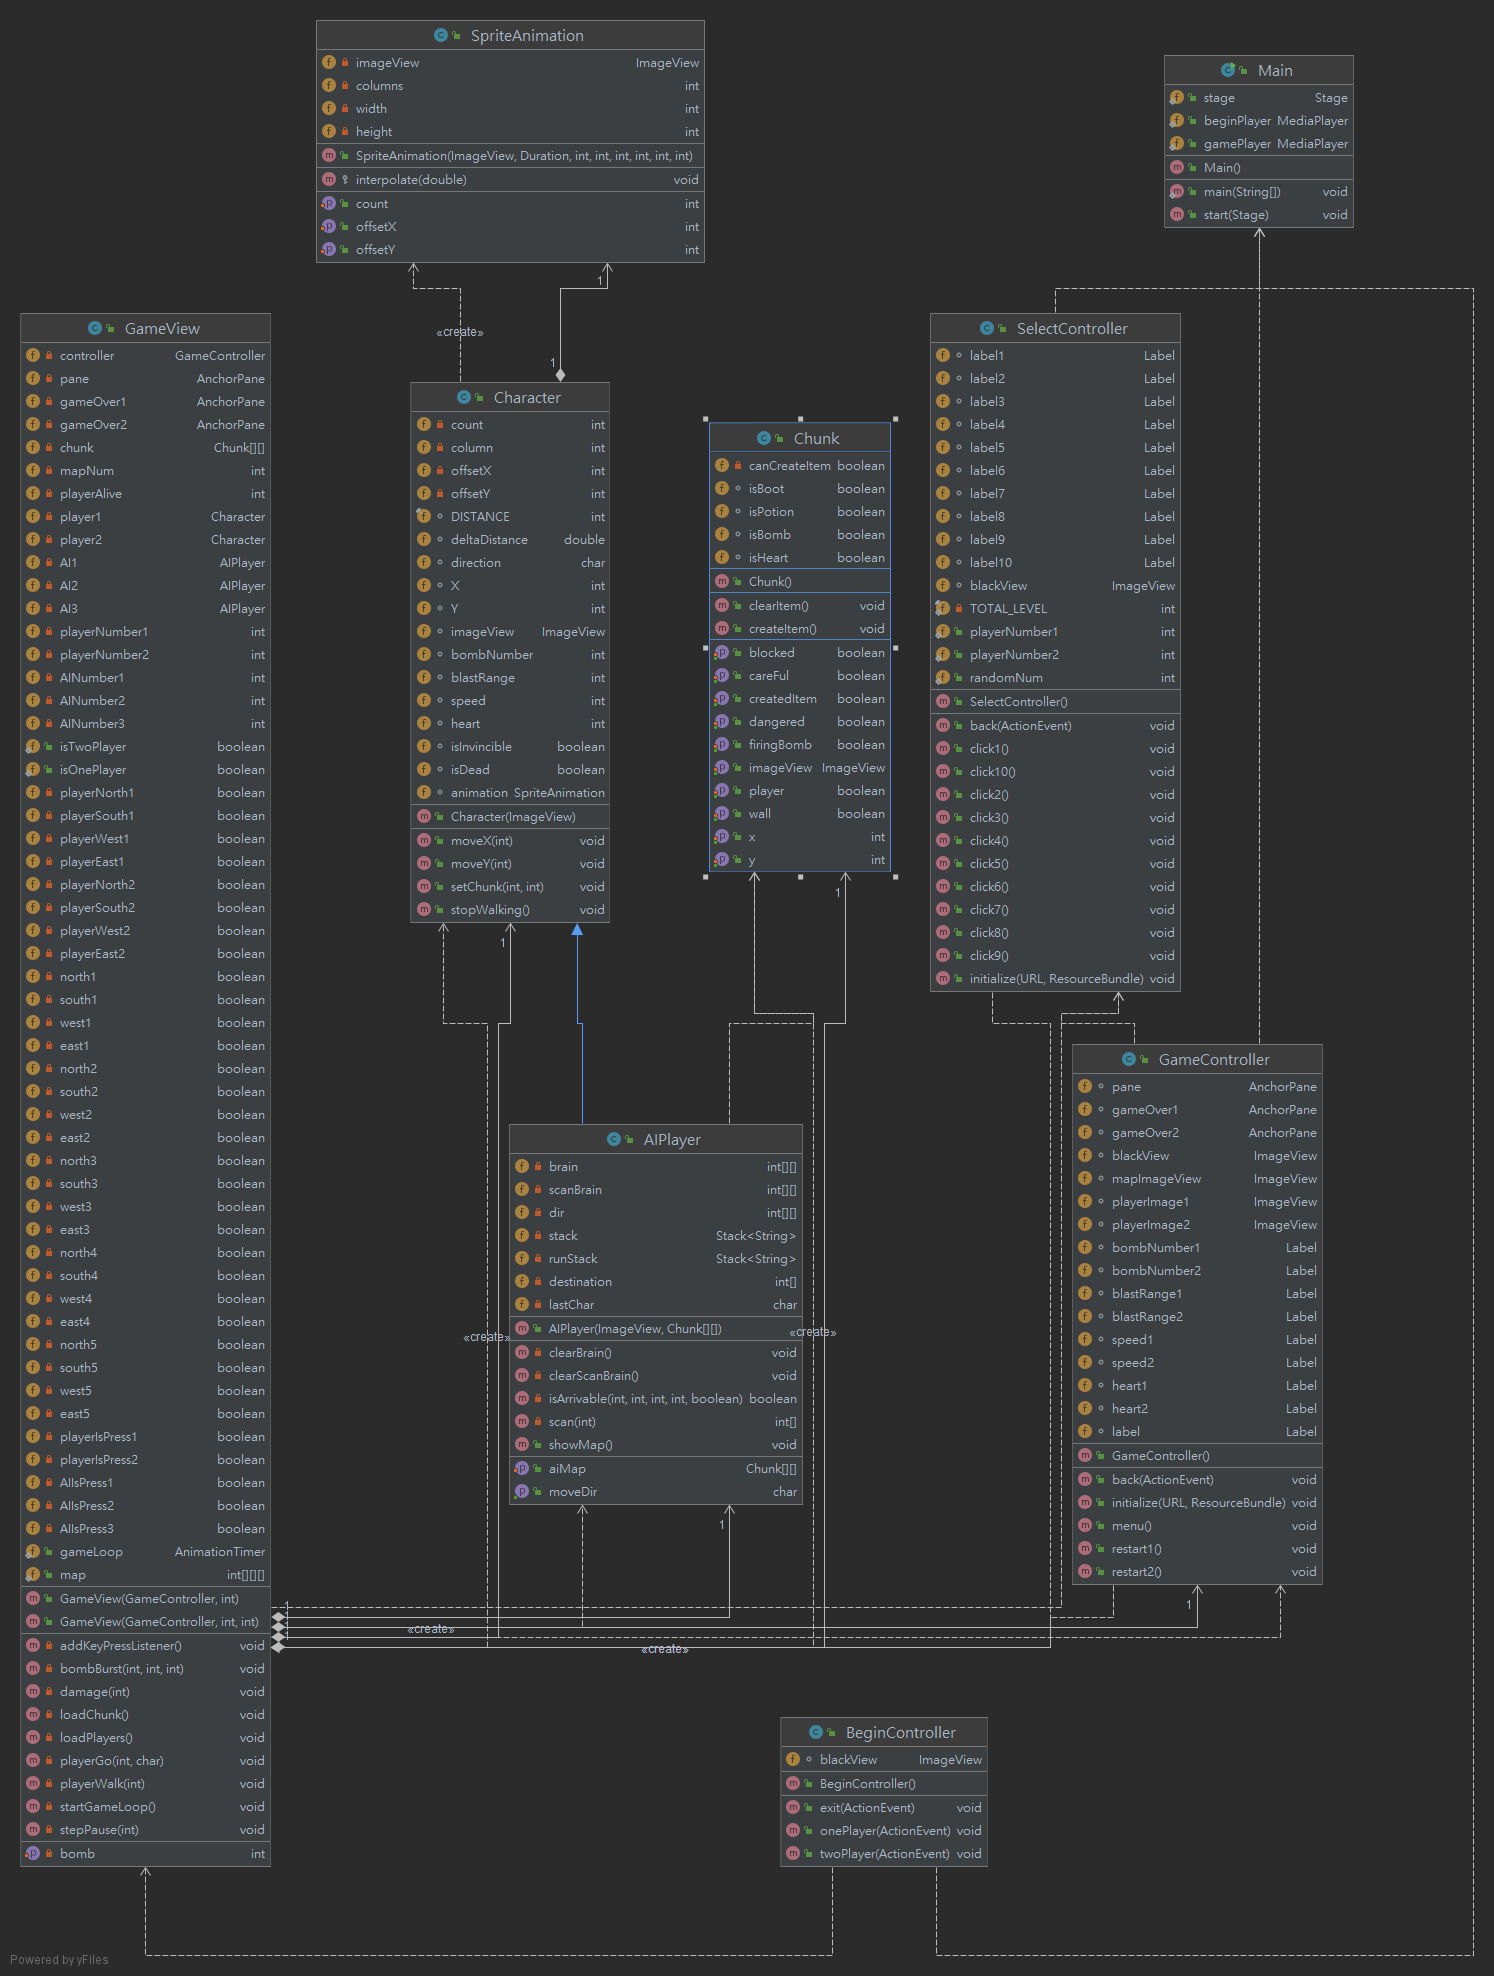 SpriteAnimation
imageView ImageView
columns int
width int
height int
SpriteAnimation(ImageView, Duration, int, int, int, int, int, int)
interpolate(double) void
count int
offsetX int
offsetY int
Main
stage Stage
beginPlayer MediaPlayer
gamePlayer MediaPlayer
Main()
main(String[]) void
start(Stage) void
1
«create»
1
GameView
controller GameController
pane AnchorPane
gameOver1 AnchorPane
gameOver2 AnchorPane
chunk Chunk[][]
mapNum int
playerAlive int
player1 Character
player2 Character
AI1 AIPlayer
AI2 AIPlayer
AI3 AIPlayer
playerNumber1 int
playerNumber2 int
AINumber1 int
AINumber2 int
AINumber3 int
isTwoPlayer boolean
isOnePlayer boolean
playerNorth1 boolean
playerSouth1 boolean
playerWest1 boolean
playerEast1 boolean
playerNorth2 boolean
playerSouth2 boolean
playerWest2 boolean
playerEast2 boolean
north1 boolean
south1 boolean
west1 boolean
east1 boolean
north2 boolean
south2 boolean
west2 boolean
east2 boolean
north3 boolean
south3 boolean
west3 boolean
east3 boolean
north4 boolean
south4 boolean
west4 boolean
east4 boolean
north5 boolean
south5 boolean
west5 boolean
east5 boolean
playerIsPress1 boolean
playerIsPress2 boolean
AIIsPress1 boolean
AIIsPress2 boolean
AIIsPress3 boolean
gameLoop AnimationTimer
map int[][][]
GameView(GameController, int)
GameView(GameController, int, int)
addKeyPressListener() void
bombBurst(int, int, int) void
damage(int) void
loadChunk() void
loadPlayers() void
playerGo(int, char) void
playerWalk(int) void
startGameLoop() void
stepPause(int) void
bomb int
Character
count int
column int
offsetX int
offsetY int
DISTANCE int
deltaDistance double
direction char
X int
Y int
imageView ImageView
bombNumber int
blastRange int
speed int
heart int
isInvincible boolean
isDead boolean
animation SpriteAnimation
Character(ImageView)
moveX(int) void
moveY(int) void
setChunk(int, int) void
stopWalking() void
Chunk
canCreateItem boolean
isBoot boolean
isPotion boolean
isBomb boolean
isHeart boolean
Chunk()
clearItem() void
createItem() void
blocked boolean
careFul boolean
createdItem boolean
dangered boolean
firingBomb boolean
imageView ImageView
player boolean
wall boolean
x int
y int
SelectController
label1 Label
label2 Label
label3 Label
label4 Label
label5 Label
label6 Label
label7 Label
label8 Label
label9 Label
label10 Label
blackView ImageView
TOTAL_LEVEL int
playerNumber1 int
playerNumber2 int
randomNum int
SelectController()
back(ActionEvent) void
click1() void
click10() void
click2() void
click3() void
click4() void
click5() void
click6() void
click7() void
click8() void
click9() void
initialize(URL, ResourceBundle) void
1
1
AIPlayer
brain int[][]
scanBrain int[][]
dir int[][]
stack Stack<String>
runStack Stack<String>
destination int[]
lastChar char
AIPlayer(ImageView, Chunk[][])
clearBrain() void
clearScanBrain() void
isArrivable(int, int, int, int, boolean) boolean
scan(int) int[]
showMap() void
aiMap Chunk[][]
moveDir char
«create»
«create»
GameController
pane AnchorPane
gameOver1 AnchorPane
gameOver2 AnchorPane
blackView ImageView
mapImageView ImageView
playerImage1 ImageView
playerImage2 ImageView
bombNumber1 Label
bombNumber2 Label
blastRange1 Label
blastRange2 Label
speed1 Label
speed2 Label
heart1 Label
heart2 Label
label Label
GameController()
back(ActionEvent) void
initialize(URL, ResourceBundle) void
menu() void
restart1() void
restart2() void
1
1
1
«create»
«create»
BeginController
blackView ImageView
BeginController()
exit(ActionEvent) void
onePlayer(ActionEvent) void
twoPlayer(ActionEvent) void
Powered by yFiles